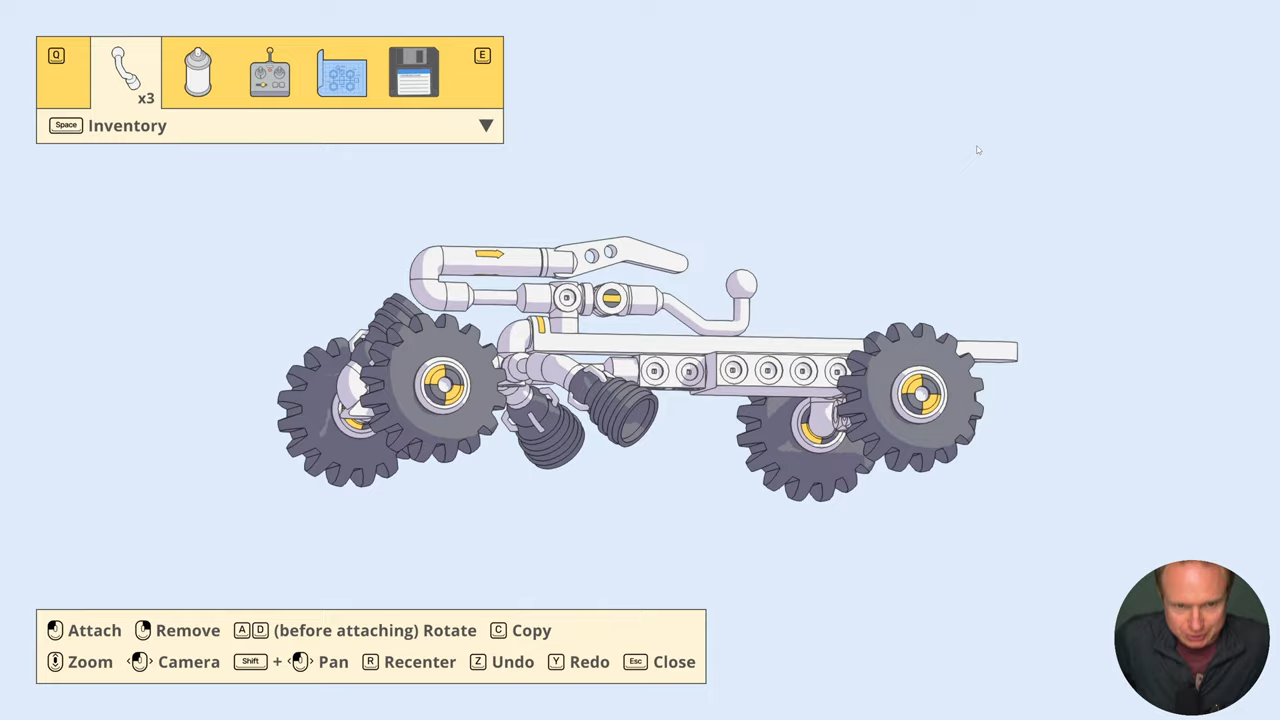 Q
E
x3
Space Inventory
Attach Remove A D (before attaching) Rotate C Copy
Zoom Camera Shift + Pan R Recenter Z Undo Y Redo Esc Close